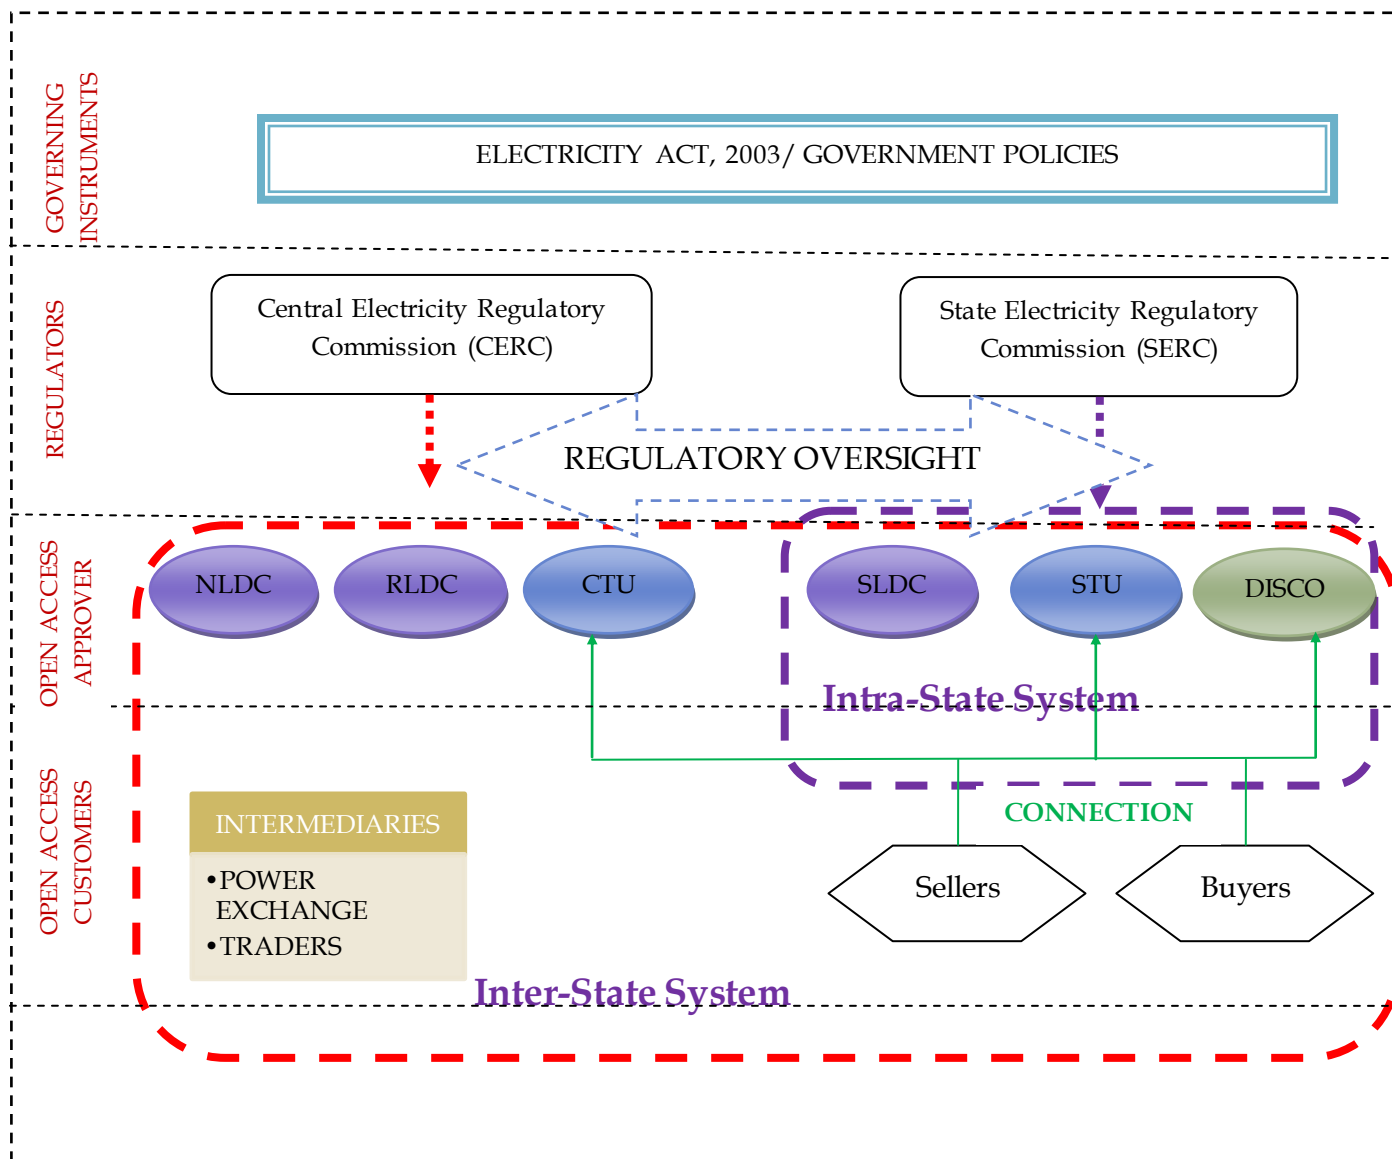 GOVERNING
INSTRUMENTS
ELECTRICITY ACT, 2003/ GOVERNMENT POLICIES
REGULATORS
Central Electricity Regulatory
Commission (CERC)
State Electricity Regulatory
Commission (SERC)
REGULATORY OVERSIGHT
OPEN ACCESS
APPROVER
NLDC
RLDC
CTU
SLDC
STU
DISCO
Intra-State System
OPEN ACCESS
CUSTOMERS
INTERMEDIARIES
•POWER
EXCHANGE
•TRADERS
CONNECTION
Sellers
Buyers
Inter-State System